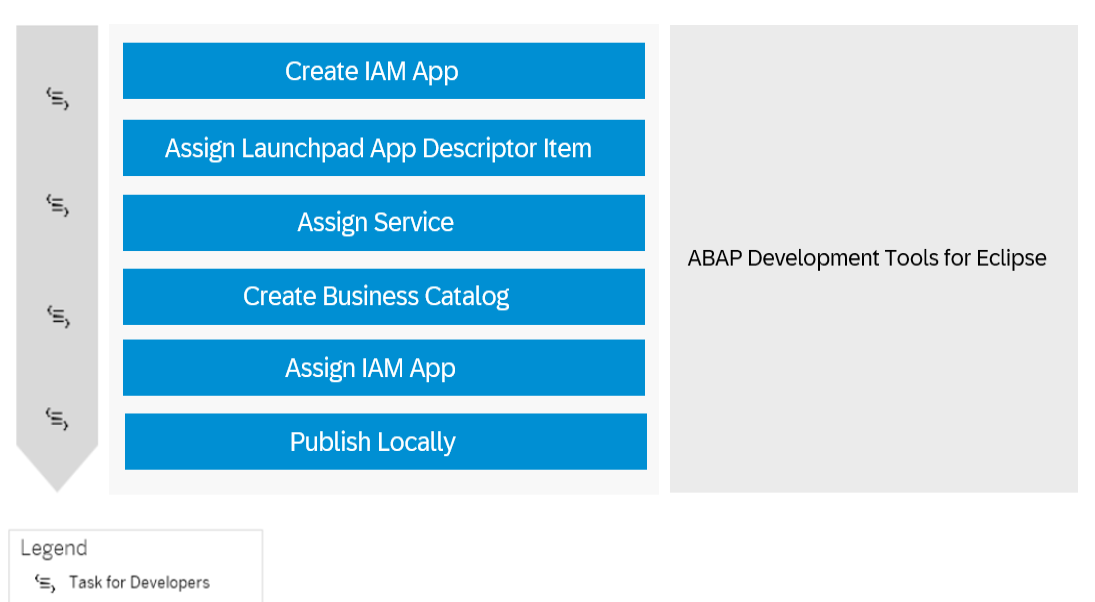 Create IAM App
Assign Launchpad App Descriptor Item
Assign Service
Create Business Catalog
Assign IAM App
Publish Locally
ABAP Development Tools for Eclipse
Legend
Task for Developers